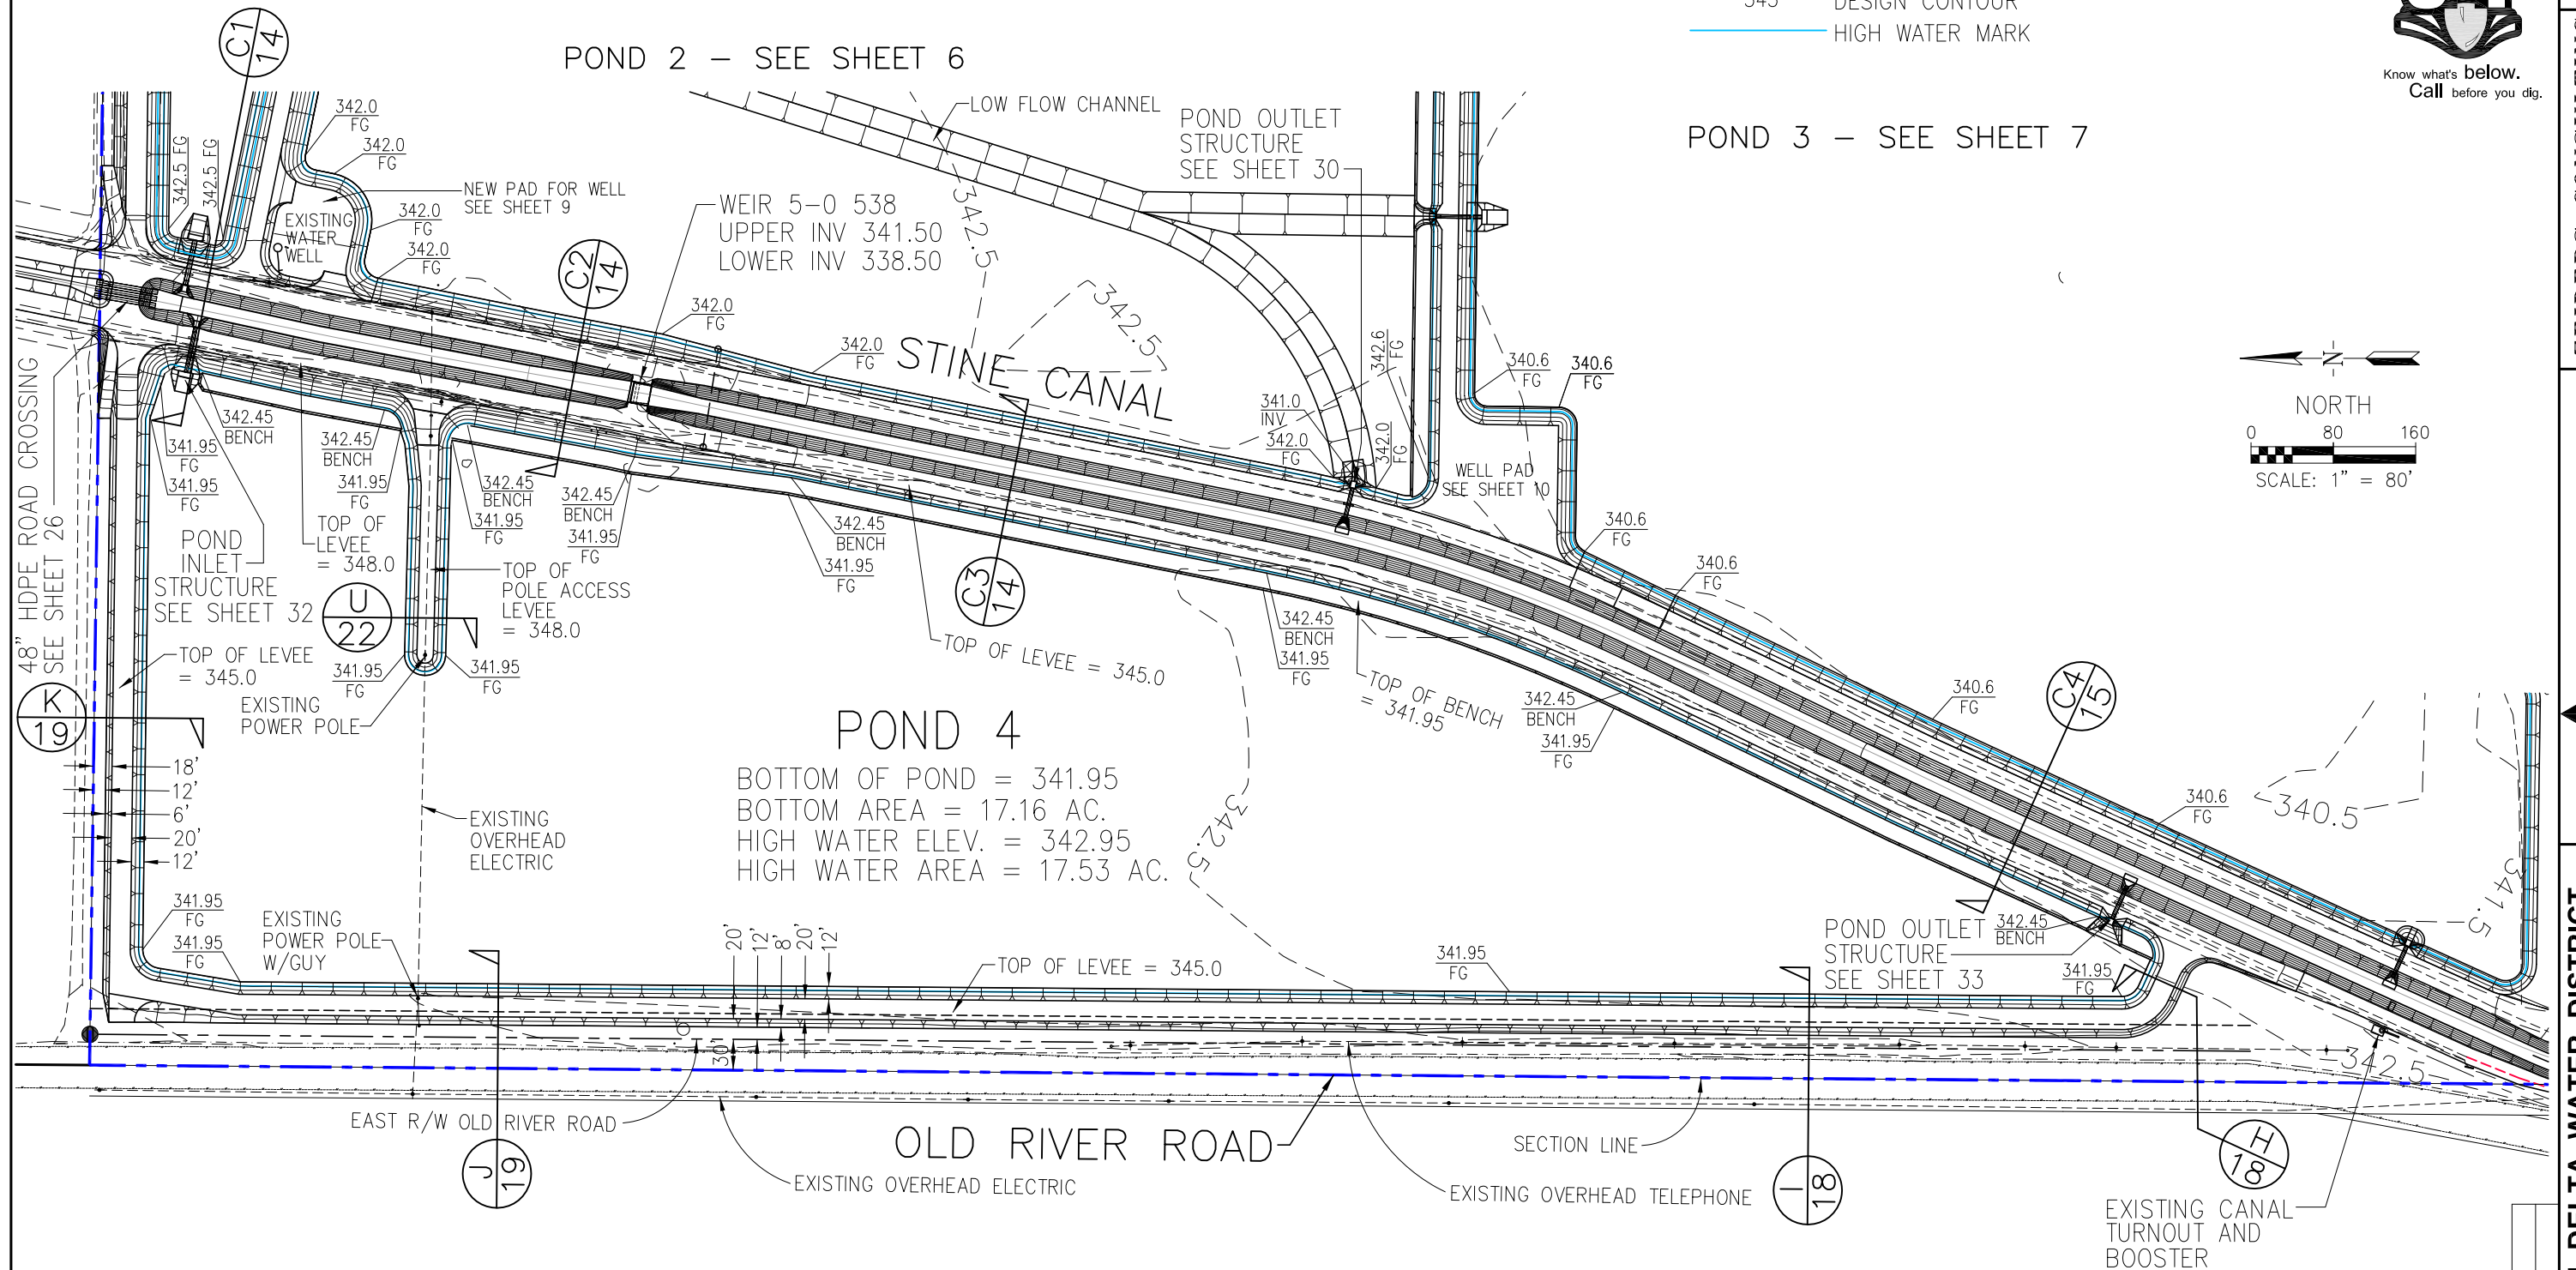 DESIGN CONTOUR
HIGH WATER MARK
Know what's below.
Call before you dig.
POND 2 - SEE SHEET 6
POND 3 - SEE SHEET 7
C1
14
342.0
FG
342.0
FG
342.5 FG
342.5 FG
NEW PAD FOR WELL
SEE SHEET 9
EXISTING
WATER
WELL
342.0
FG
342.0
FG
C2
14
WEIR 5-0 538
UPPER INV 341.50
LOWER INV 338.50
LOW FLOW CHANNEL
POND OUTLET
STRUCTURE
SEE SHEET 30
342.5
342.5
342.0
FG
342.0
FG
STINE CANAL
342.6
FG
341.0
INV
342.0
FG
342.0
FG
WELL PAD
SEE SHEET 10
340.6
FG
340.6
FG
340.6
FG
340.6
FG
340.6
FG
340.6
FG
N
NORTH
0 80 160
SCALE: 1" = 80'
48" HDPE ROAD CROSSING
SEE SHEET 26
342.45
BENCH
341.95
FG
341.95
FG
342.45
BENCH
341.95
FG
342.45
BENCH
341.95
FG
342.45
BENCH
341.95
FG
342.45
BENCH
341.95
FG
POND
INLET
STRUCTURE
SEE SHEET 32
TOP OF
LEVEE
= 348.0
U
22
TOP OF
POLE ACCESS
LEVEE
= 348.0
TOP OF LEVEE
= 345.0
341.95
FG
341.95
FG
EXISTING
POWER POLE
K
19
C3
14
TOP OF LEVEE = 345.0
342.45
BENCH
341.95
FG
TOP OF BENCH
= 341.95
342.45
BENCH
341.95
FG
C4
15
340.5
341.5
POND 4
BOTTOM OF POND = 341.95
BOTTOM AREA = 17.16 AC.
HIGH WATER ELEV. = 342.95
HIGH WATER AREA = 17.53 AC.
342.5
18'
12'
6'
20'
12'
EXISTING
OVERHEAD
ELECTRIC
341.95
FG
341.95
FG
EXISTING
POWER POLE
W/GUY
20'
12'
8'
20'
12'
30'
TOP OF LEVEE = 345.0
341.95
FG
POND OUTLET
STRUCTURE
SEE SHEET 33
342.45
BENCH
341.95
FG
342.5
EAST R/W OLD RIVER ROAD
J
19
OLD RIVER ROAD
EXISTING OVERHEAD ELECTRIC
SECTION LINE
EXISTING OVERHEAD TELEPHONE
I
18
H
18
EXISTING CANAL
TURNOUT AND
BOOSTER
DELTA WATER DISTRICT